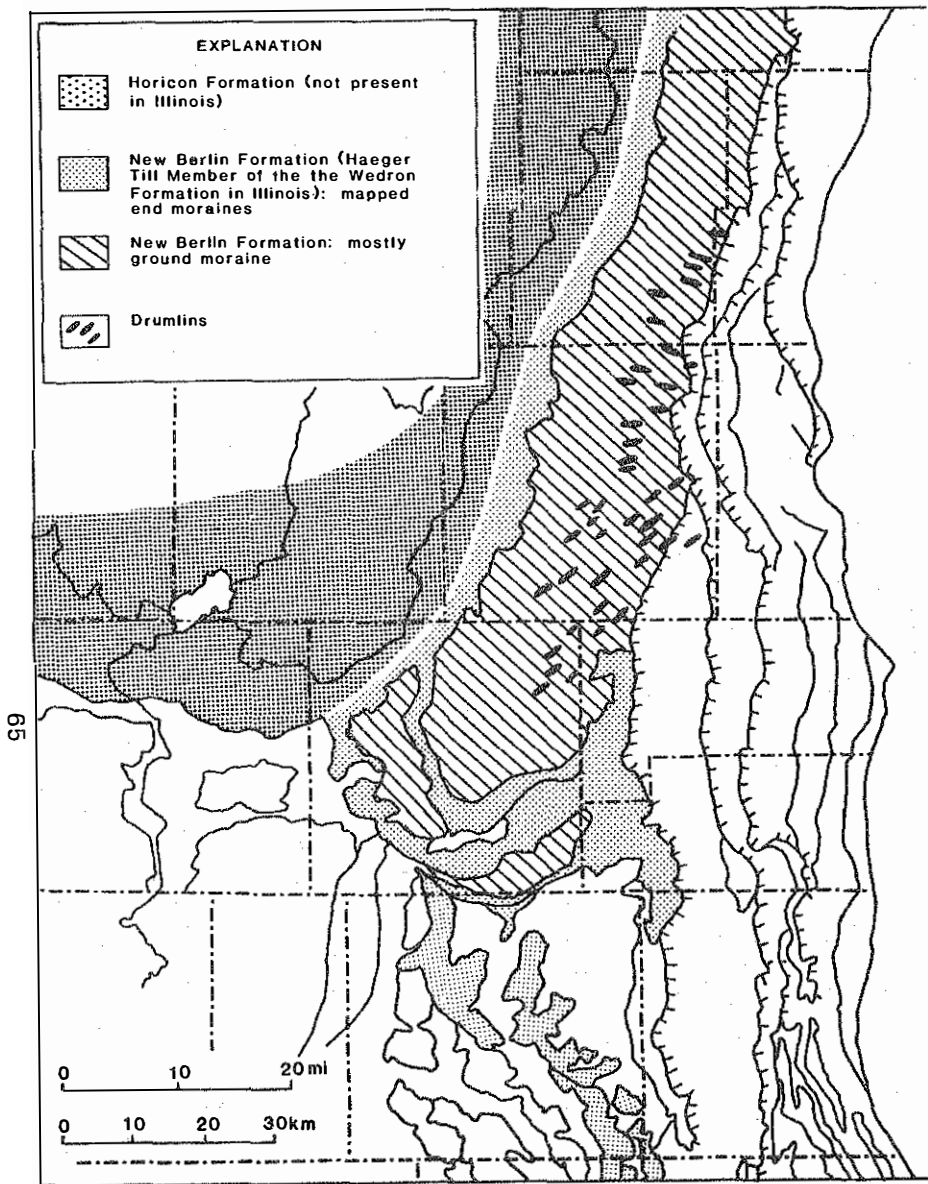 EXPLANATION
Horicon Formation (not present
in Illinois)
New Berlin Formation (Haeger
Till Member of the the Wedron
Formation in Illinois): mapped
end moraines
New Berlin Formation: mostly
ground moraine
Drumlins
65
0 10 20 mi
0 10 20 30km